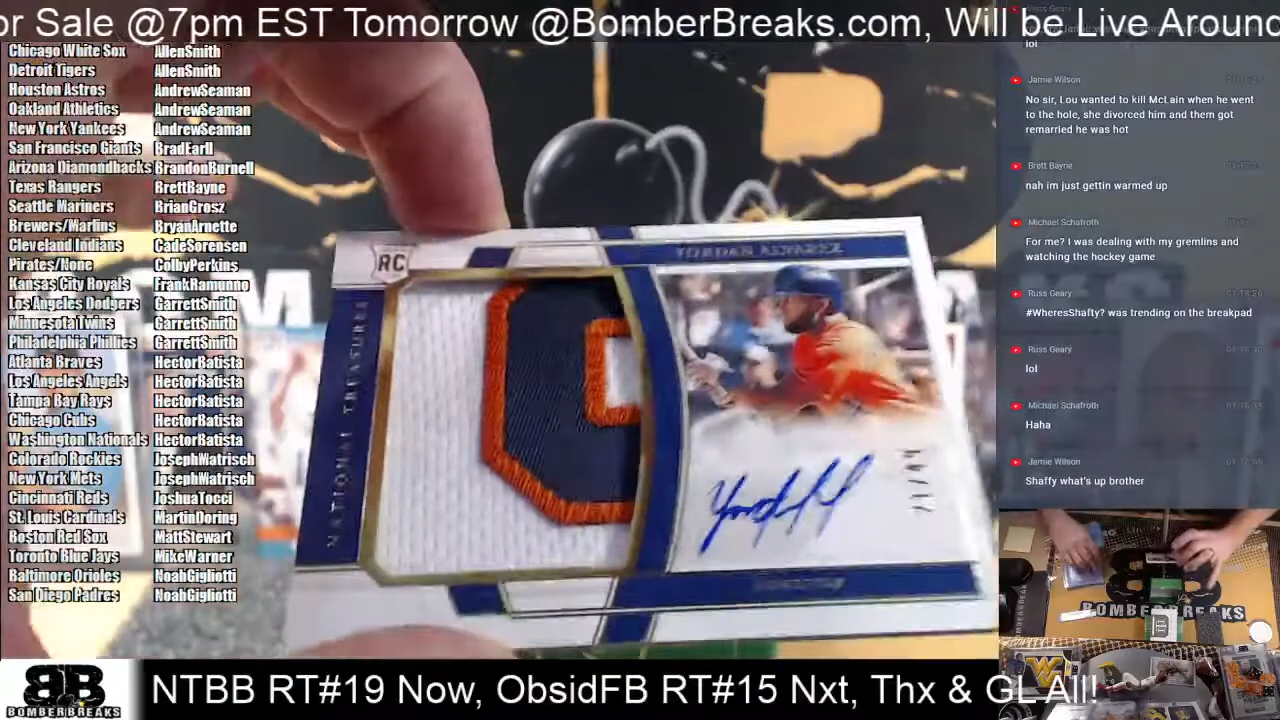 or Sale @7pm EST Tomorrow @BomberBreaks.com, Will be Live Around
Chicago White Sox AllenSmith
Detroit Tigers AllenSmith
Houston Astros AndrewSeaman
Oakland Athletics AndrewSeaman
New York Yankees AndrewSeaman
San Francisco Giants BradEarll
Arizona Diamondbacks BrandonBurnell
Texas Rangers BrettBayne
Seattle Mariners BrianGrosz
Brewers/Marlins BryanArnette
Cleveland Indians CadeSorensen
Pirates/None ColbyPerkins
Kansas City Royals FrankRamunno
Los Angeles Dodgers GarrettSmith
Minnesota Twins GarrettSmith
Philadelphia Phillies GarrettSmith
Atlanta Braves HectorBatista
Los Angeles Angels HectorBatista
Tampa Bay Rays HectorBatista
Chicago Cubs HectorBatista
Washington Nationals HectorBatista
Colorado Rockies JosephMatrisch
New York Mets JosephMatrisch
Cincinnati Reds JoshuaTocci
St. Louis Cardinals MartinDoring
Boston Red Sox MattStewart
Toronto Blue Jays MikeWarner
Baltimore Orioles NoahGigliotti
San Diego Padres NoahGigliotti
RC
YORDAN ALVAREZ
NATIONAL TREASURES
Russ Geary
lol
Jamie Wilson
No sir, Lou wanted to kill McLain when he went
to the hole, she divorced him and them got
remarried he was hot
Brett Bayne
nah im just gettin warmed up
Michael Schafroth
For me? I was dealing with my gremlins and
watching the hockey game
Russ Geary
#WheresShafty? was trending on the breakpad
Russ Geary
lol
Michael Schafroth
Haha
Jamie Wilson
Shaffy what's up brother
BOMBERBREAKS
BB
BOMBERBREAKS
NTBB RT#19 Now, ObsidFB RT#15 Nxt, Thx & GL All!